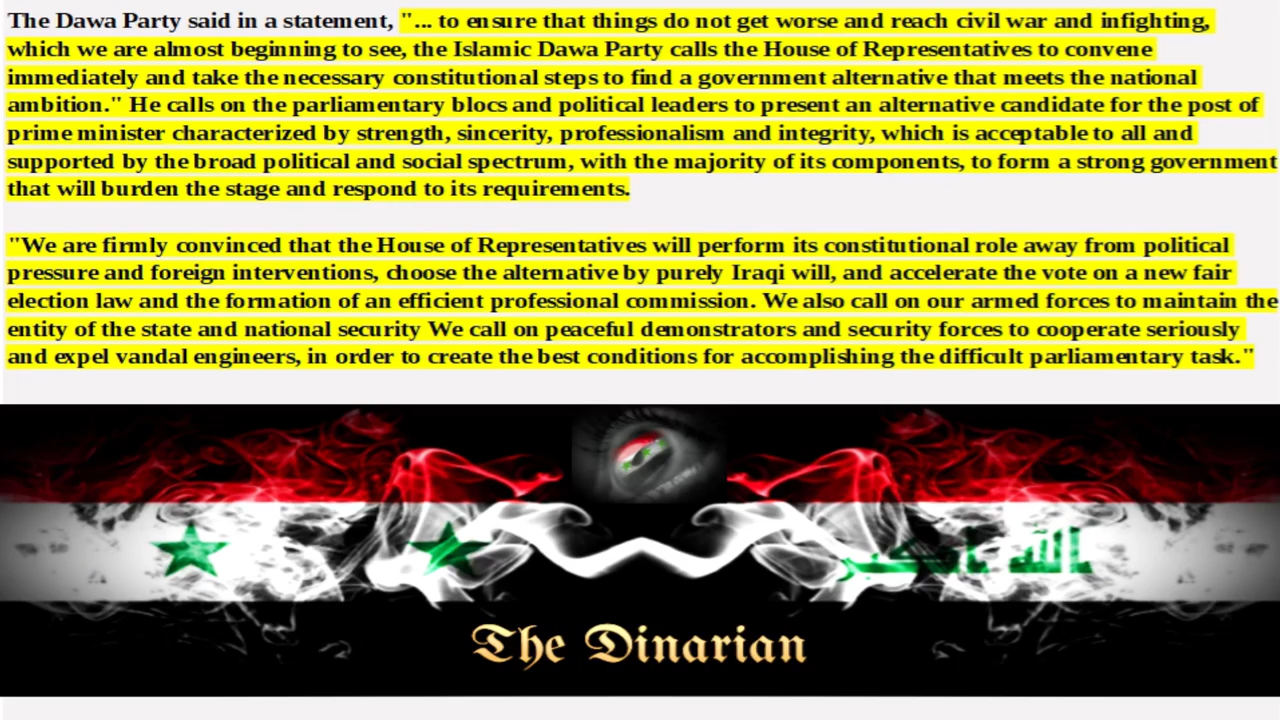 The Dawa Party said in a statement, "... to ensure that things do not get worse and reach civil war and infighting,
which we are almost beginning to see, the Islamic Dawa Party calls the House of Representatives to convene
immediately and take the necessary constitutional steps to find a government alternative that meets the national
ambition." He calls on the parliamentary blocs and political leaders to present an alternative candidate for the post of
prime minister characterized by strength, sincerity, professionalism and integrity, which is acceptable to all and
supported by the broad political and social spectrum, with the majority of its components, to form a strong government
that will burden the stage and respond to its requirements.
"We are firmly convinced that the House of Representatives will perform its constitutional role away from political
pressure and foreign interventions, choose the alternative by purely Iraqi will, and accelerate the vote on a new fair
election law and the formation of an efficient professional commission. We also call on our armed forces to maintain the
entity of the state and national security We call on peaceful demonstrators and security forces to cooperate seriously
and expel vandal engineers, in order to create the best conditions for accomplishing the difficult parliamentary task."
الله اكبر
The Dinarian